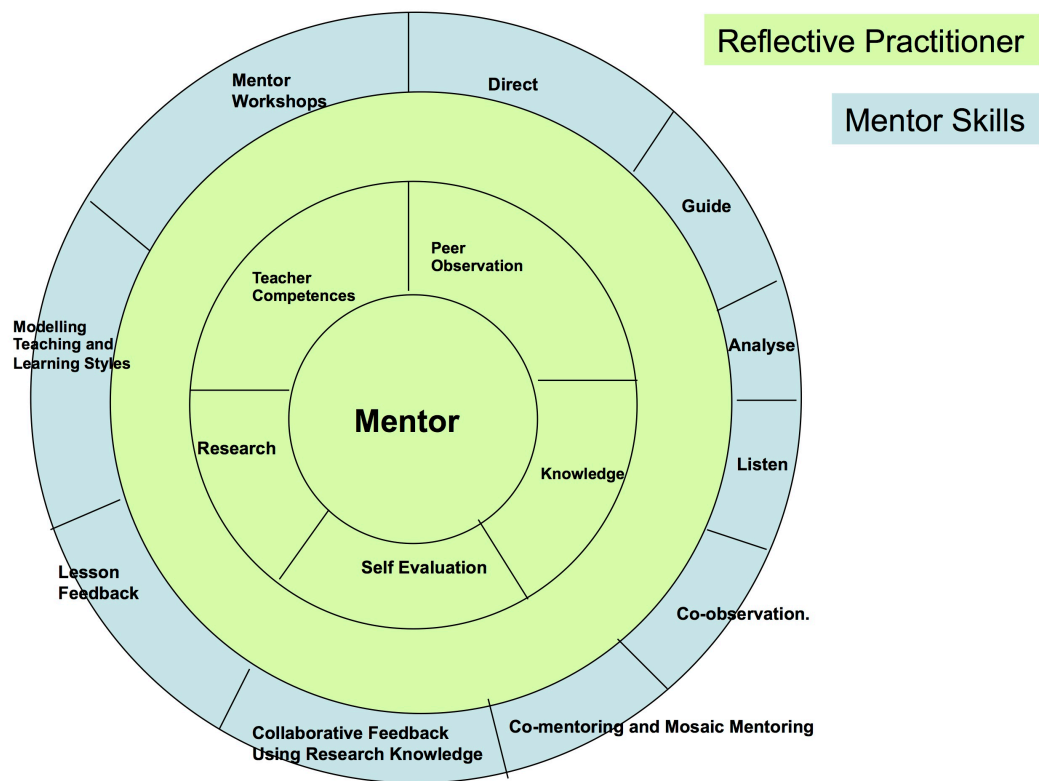 Reflective Practitioner
Mentor Skills
Mentor
Workshops
Direct
Guide
Analyse
Listen
Co-observation.
Co-mentoring and Mosaic Mentoring
Collaborative Feedback
Using Research Knowledge
Lesson
Feedback
Modelling
Teaching and
Learning Styles
Teacher
Competences
Peer
Observation
Knowledge
Self Evaluation
Research
Mentor